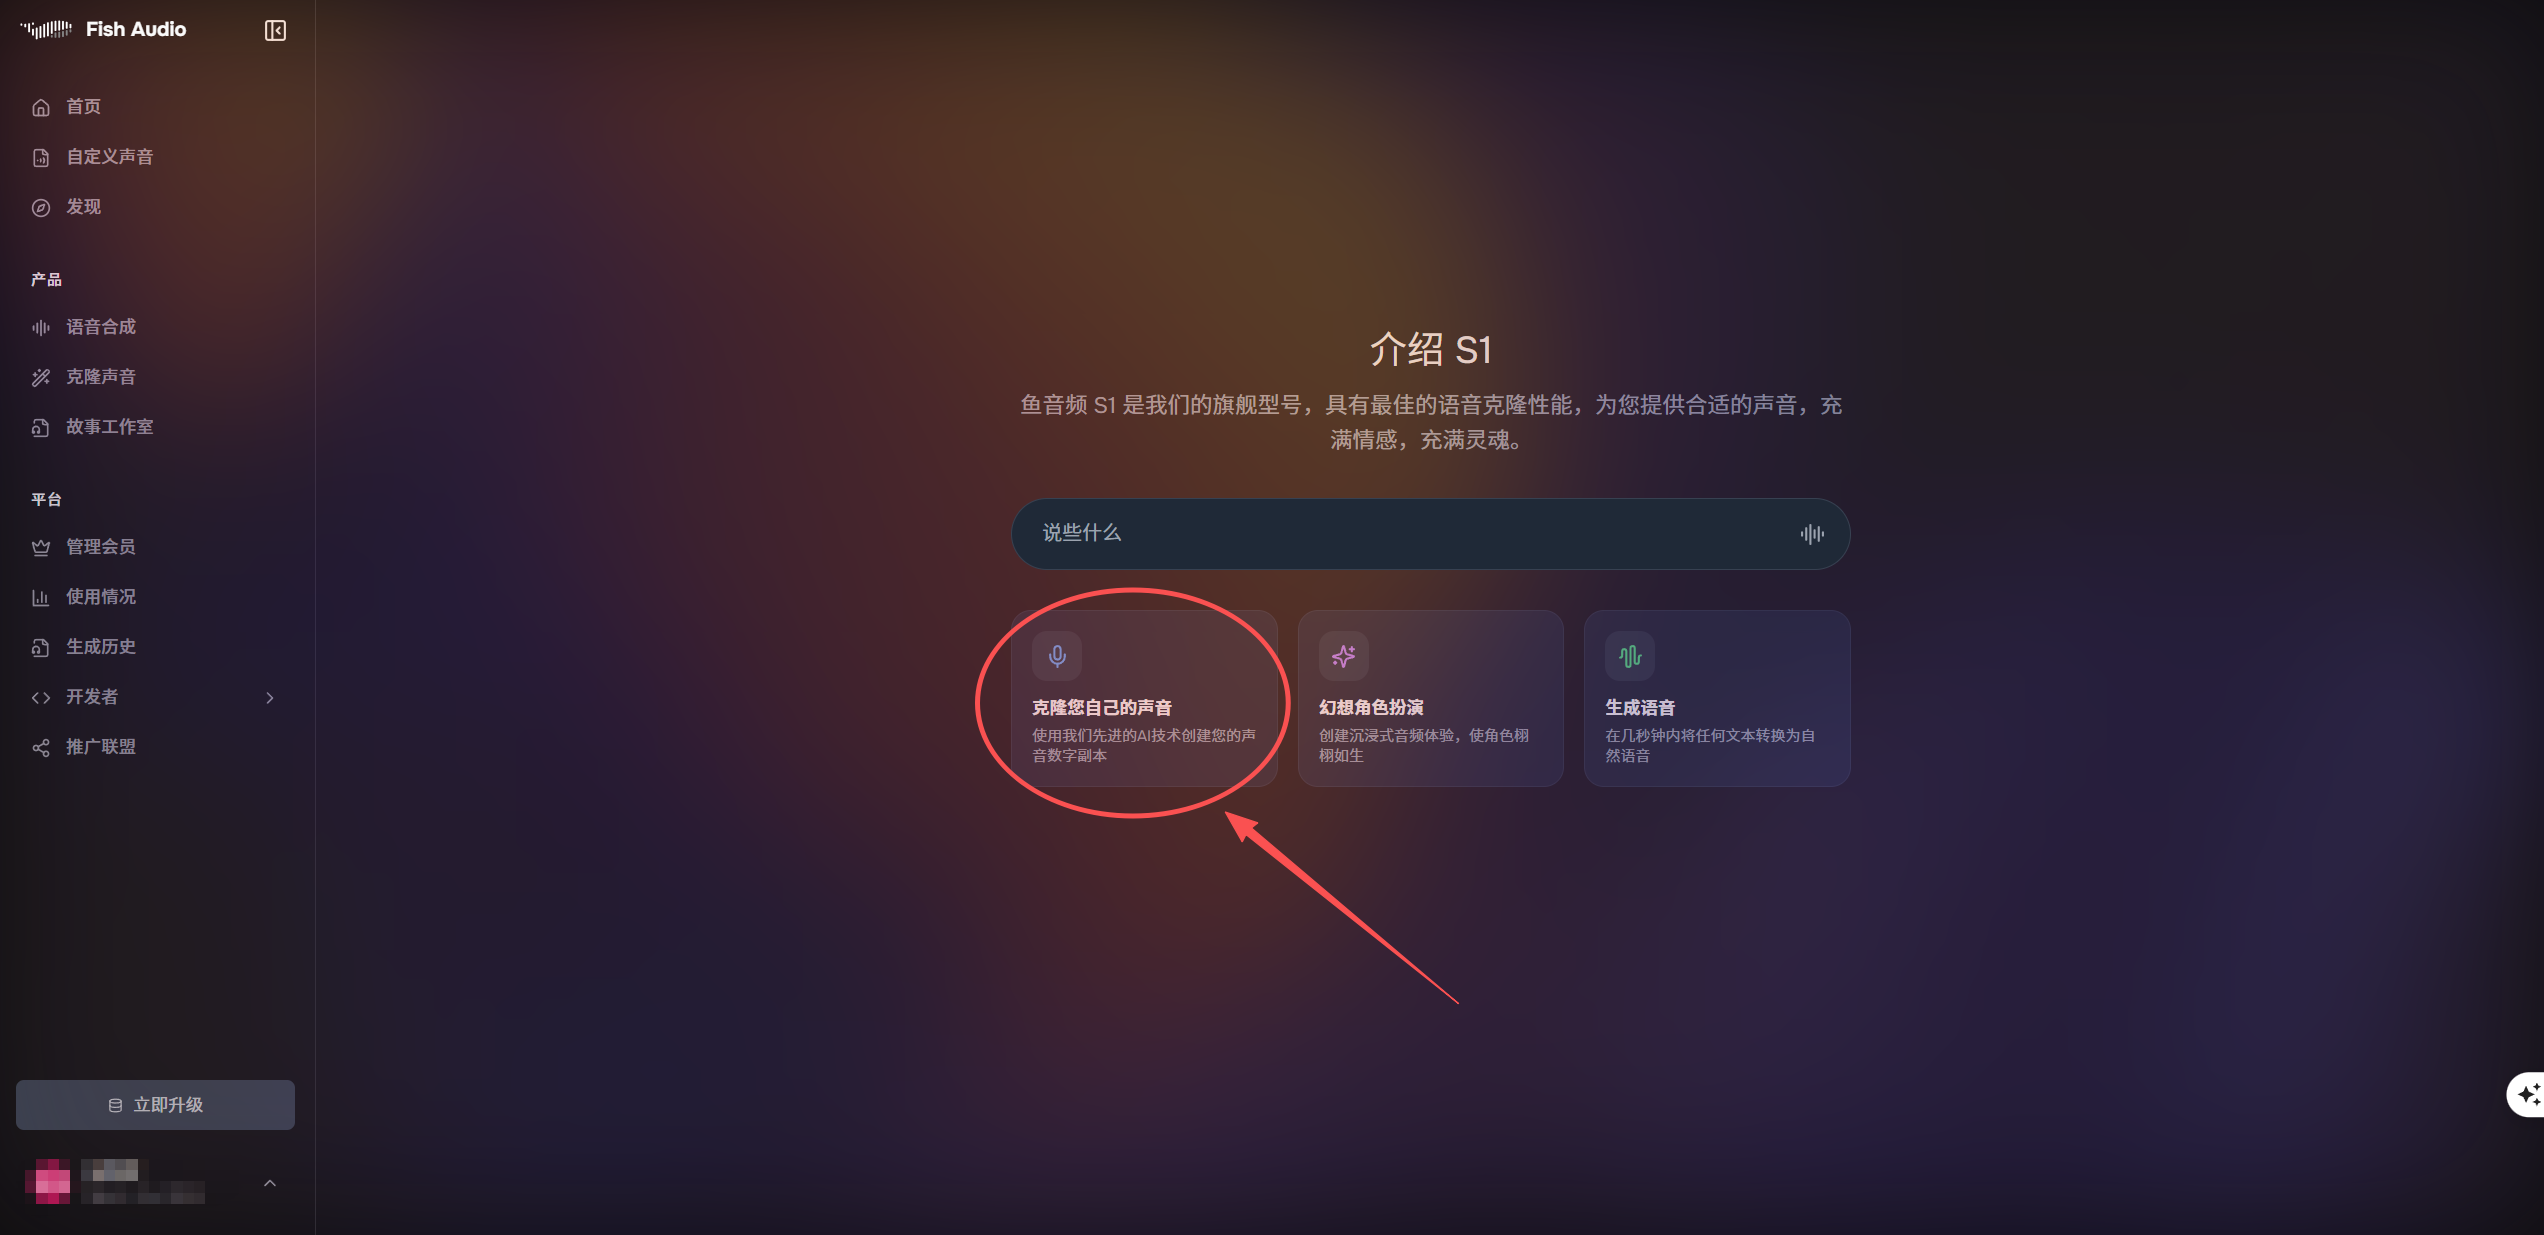 Fish Audio
首页
自定义声音
发现
产品
语音合成
克隆声音
故事工作室
平台
管理会员
使用情况
生成历史
开发者
推广联盟
立即升级
介绍 S1
鱼音频 S1 是我们的旗舰型号，具有最佳的语音克隆性能，为您提供合适的声音，充
满情感，充满灵魂。
说些什么
克隆您自己的声音
使用我们先进的AI技术创建您的声
音数字副本
幻想角色扮演
创建沉浸式音频体验，使角色栩
栩如生
生成语音
在几秒钟内将任何文本转换为自
然语音